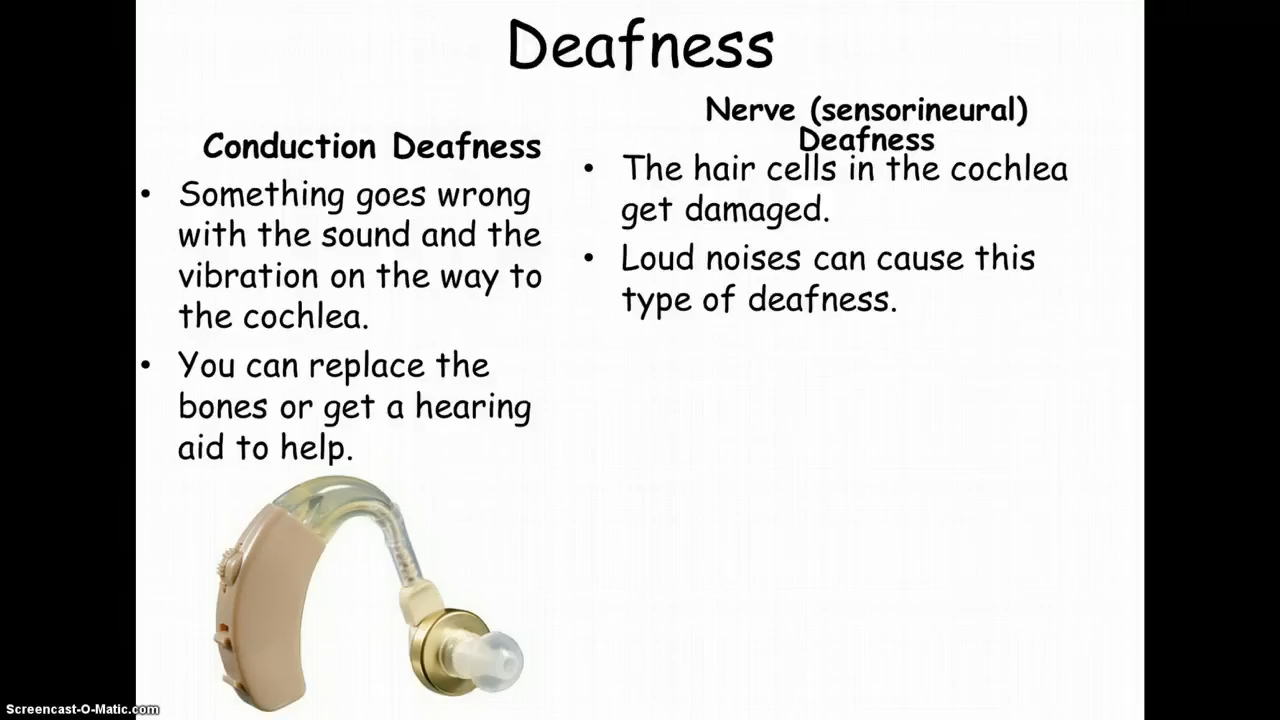 Deafness
Conduction Deafness
• Something goes wrong
with the sound and the
vibration on the way to
the cochlea.
• You can replace the
bones or get a hearing
aid to help.
Nerve (sensorineural)
Deafness
• The hair cells in the cochlea
get damaged.
• Loud noises can cause this
type of deafness.
Screencast-O-Matic.com